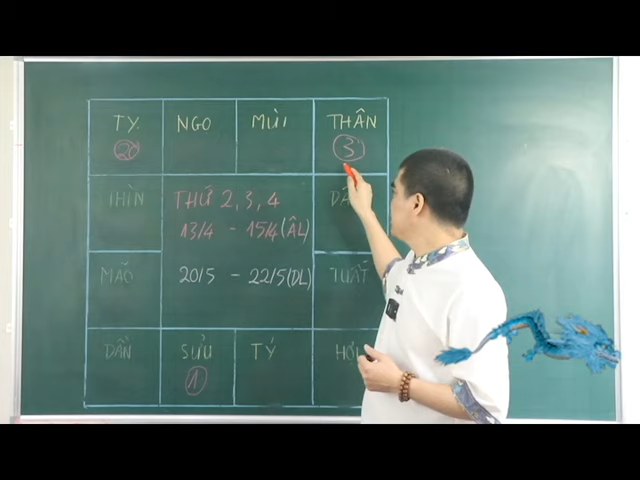 TỴ NGỌ MÙI THÂN
20 3
THÌN
THỨ 2, 3, 4
13/4 - 15/4 (ÂL)
MÃO 20/5 - 22/5 (DL) TUẤT
DẦN SỬU TÝ
1